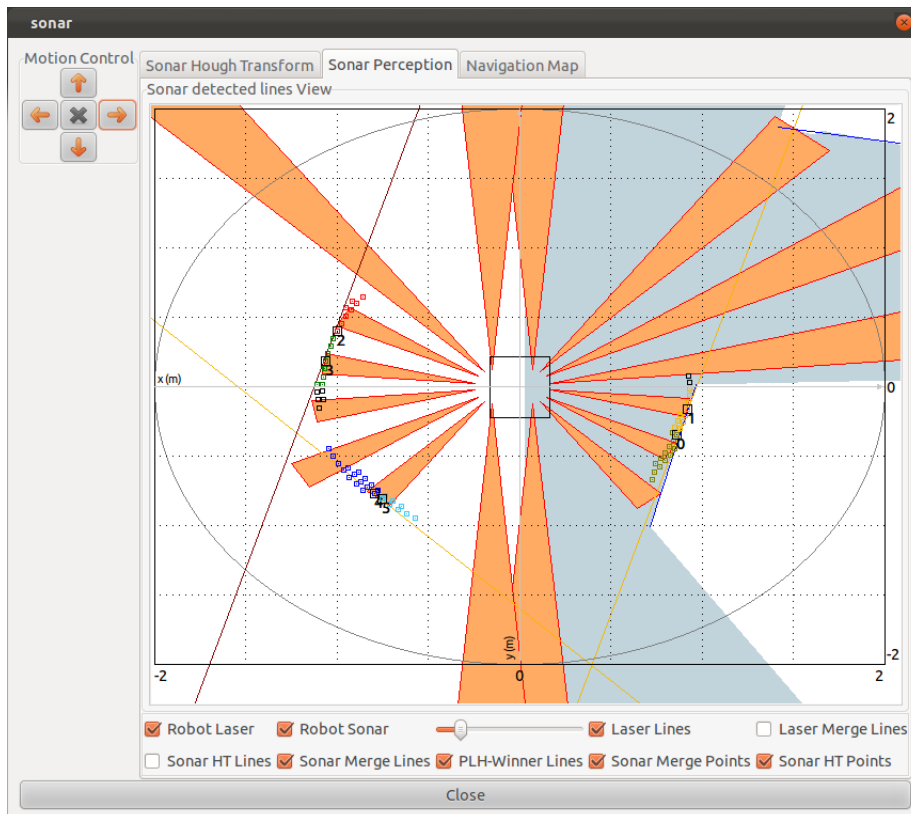 sonar
Motion Control
Sonar Hough Transform Sonar Perception Navigation Map
Sonar detected lines View
2
2
3
x (m)
0
1
0
4
5
y (m)
-2
-2 0 2
Robot Laser Robot Sonar Laser Lines Laser Merge Lines
Sonar HT Lines Sonar Merge Lines PLH-Winner Lines Sonar Merge Points Sonar HT Points
Close